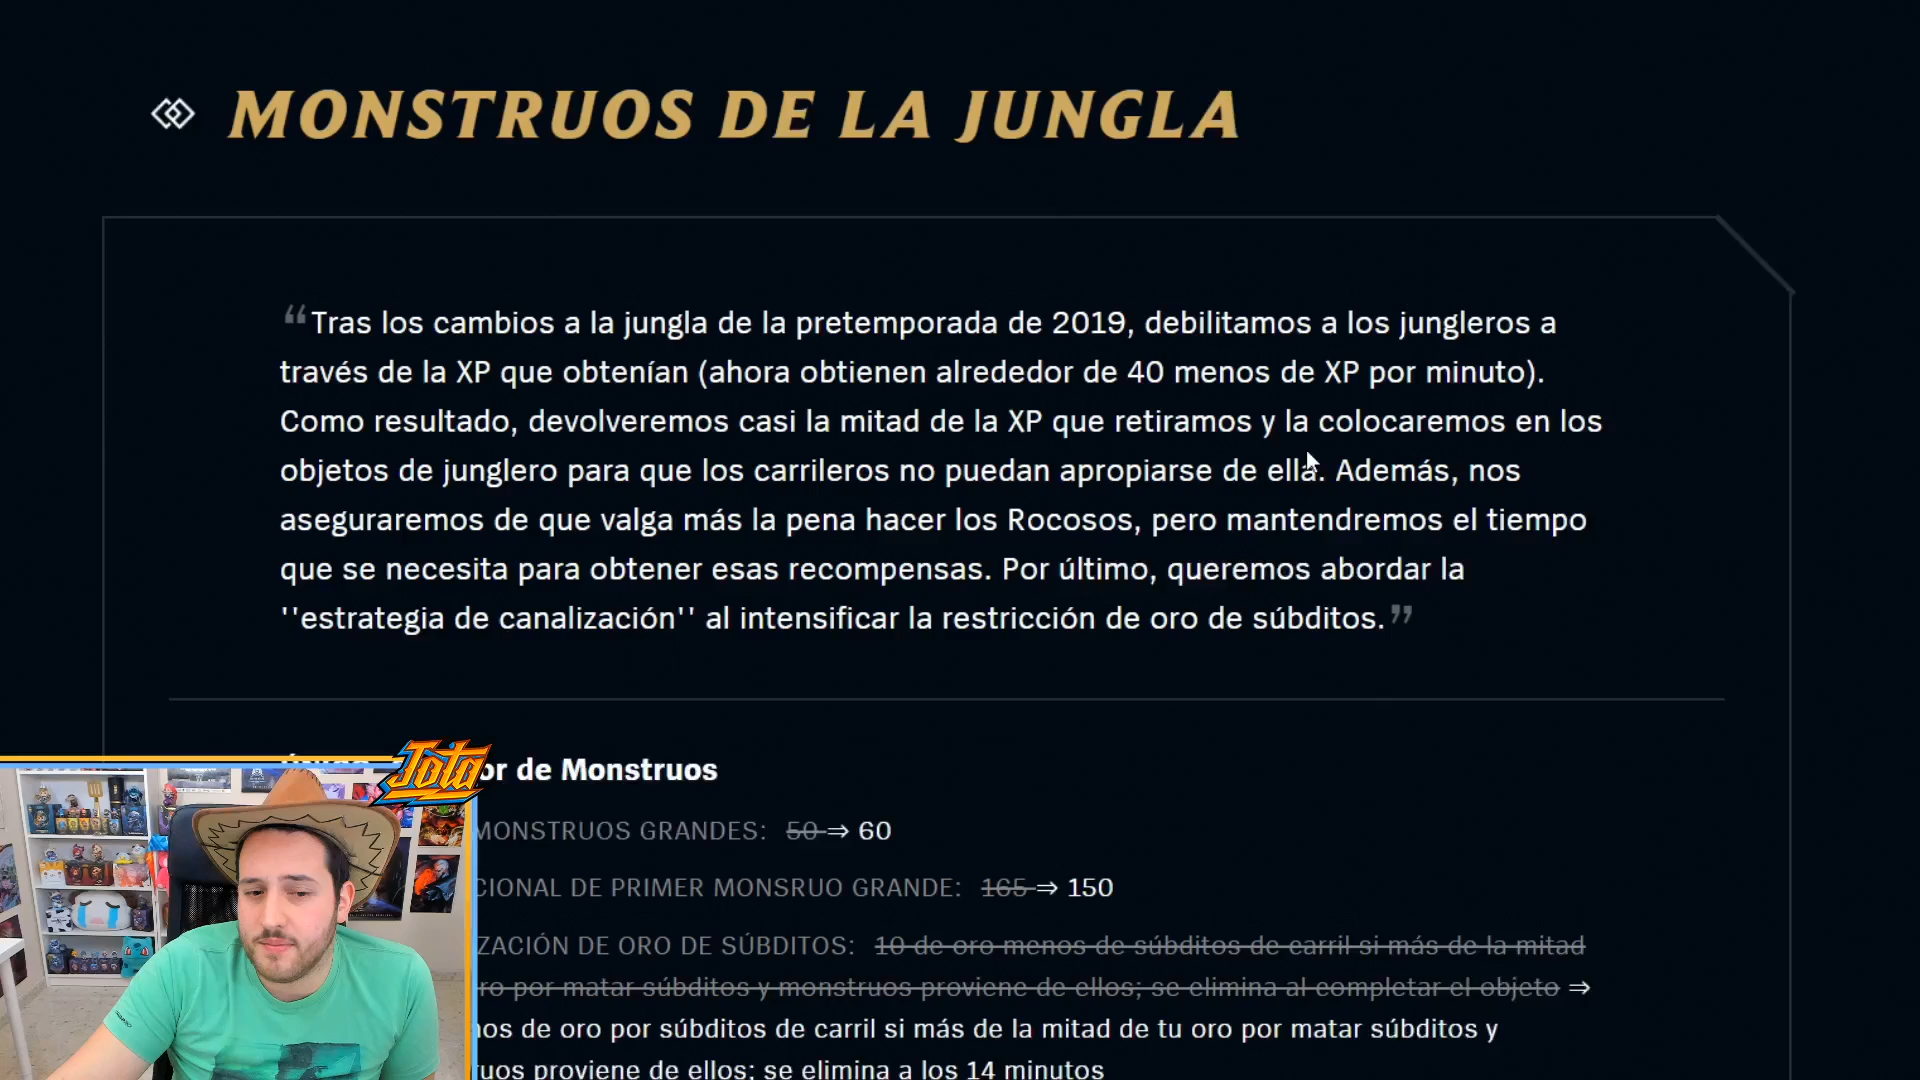 MONSTRUOS DE LA JUNGLA
“Tras los cambios a la jungla de la pretemporada de 2019, debilitamos a los jungleros a
través de la XP que obtenían (ahora obtienen alrededor de 40 menos de XP por minuto).
Como resultado, devolveremos casi la mitad de la XP que retiramos y la colocaremos en los
objetos de junglero para que los carrileros no puedan apropiarse de ella. Además, nos
aseguraremos de que valga más la pena hacer los Rocosos, pero mantendremos el tiempo
que se necesita para obtener esas recompensas. Por último, queremos abordar la
''estrategia de canalización'' al intensificar la restricción de oro de súbditos.”
or de Monstruos
Jota
MONSTRUOS GRANDES: 50 ⇒ 60
CIONAL DE PRIMER MONSRUO GRANDE: 165 ⇒ 150
ZACIÓN DE ORO DE SÚBDITOS: 10 de oro menos de súbditos de carril si más de la mitad
ro por matar súbditos y monstruos proviene de ellos; se elimina al completar el objeto ⇒
nos de oro por súbditos de carril si más de la mitad de tu oro por matar súbditos y
ruos proviene de ellos; se elimina a los 14 minutos